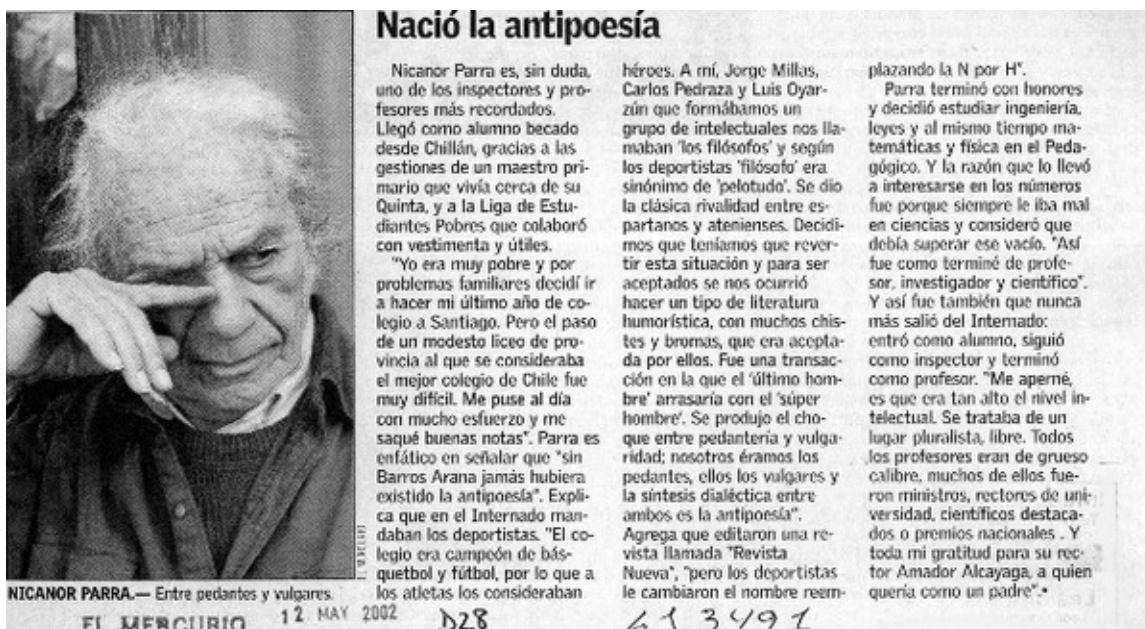 Nació la antipoesía
Nicanor Parra es, sin duda,
uno de los inspectores y pro-
fesores más recordados.
Llegó como alumno becado
desde Chillán, gracias a las
gestiones de un maestro pri-
mario que vivía cerca de su
Quinta, y a la Liga de Estu-
diantes Pobres que colaboró
con vestimenta y útiles.
"Yo era muy pobre y por
problemas familiares decidí ir
a hacer mi último año de co-
legio a Santiago. Pero el paso
de un modesto liceo de pro-
vincia al que se consideraba
el mejor colegio de Chile fue
muy difícil. Me puse al día
con mucho esfuerzo y me
saqué buenas notas". Parra es
enfático en señalar que "sin
Barros Arana jamás hubiera
existido la antipoesía". Expli-
ca que en el Internado man-
daban los deportistas. "El co-
legio era campeón de bás-
quetbol y fútbol, por lo que a
los atletas los consideraban
héroes. A mí, Jorge Millas,
Carlos Pedraza y Luis Oyar-
zún que formábamos un
grupo de intelectuales nos lla-
maban 'los filósofos' y según
los deportistas 'filósofo' era
sinónimo de 'pelotudo'. Se dio
la clásica rivalidad entre es-
partanos y atenienses. Decidi-
mos que teníamos que rever-
tir esta situación y para ser
aceptados se nos ocurrió
hacer un tipo de literatura
humorística, con muchos chis-
tes y bromas, que era acepta-
da por ellos. Fue una transac-
ción en la que el 'último hom-
bre' arrasaría con el 'súper
hombre'. Se produjo el cho-
que entre pedantería y vulga-
ridad; nosotros éramos los
pedantes, ellos los vulgares y
la síntesis dialéctica entre
ambos es la antipoesía".
Agrega que editaron una re-
vista llamada "Revista
Nueva", "pero los deportistas
le cambiaron el nombre reem-
plazando la N por H".
Parra terminó con honores
y decidió estudiar ingeniería,
leyes y al mismo tiempo ma-
temáticas y física en el Peda-
gógico. Y la razón que lo llevó
a interesarse en los números
fue porque siempre le iba mal
en ciencias y consideró que
debía superar ese vacío. "Así
fue como terminé de profe-
sor, investigador y científico".
Y así fue también que nunca
más salió del Internado:
entró como alumno, siguió
como inspector y terminó
como profesor. "Me aperné,
es que era tan alto el nivel in-
telectual. Se trataba de un
lugar pluralista, libre. Todos
los profesores eran de grueso
calibre, muchos de ellos fue-
ron ministros, rectores de uni-
versidad, científicos destaca-
dos o premios nacionales . Y
toda mi gratitud para su rec-
tor Amador Alcayaga, a quien
quería como un padre".•
NICANOR PARRA.— Entre pedantes y vulgares.
EL MERCURIO 12 MAY 2002 D28 613491